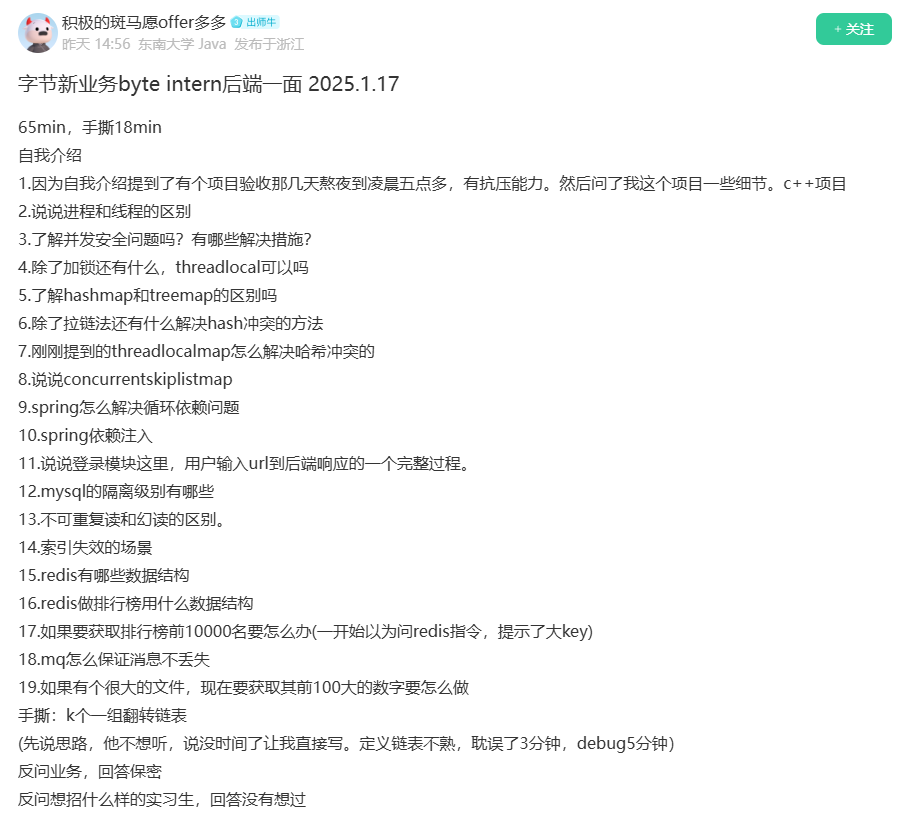 积极的斑马愿offer多多 3 出师牛
昨天 14:56 东南大学 Java 发布于浙江
+ 关注
字节新业务byte intern后端一面 2025.1.17
65min，手撕18min
自我介绍
1.因为自我介绍提到了有个项目验收那几天熬夜到凌晨五点多，有抗压能力。然后问了我这个项目一些细节。c++项目
2.说说进程和线程的区别
3.了解并发安全问题吗？有哪些解决措施？
4.除了加锁还有什么，threadlocal可以吗
5.了解hashmap和treemap的区别吗
6.除了拉链法还有什么解决hash冲突的方法
7.刚刚提到的threadlocalmap怎么解决哈希冲突的
8.说说concurrentskiplistmap
9.spring怎么解决循环依赖问题
10.spring依赖注入
11.说说登录模块这里，用户输入url到后端响应的一个完整过程。
12.mysql的隔离级别有哪些
13.不可重复读和幻读的区别。
14.索引失效的场景
15.redis有哪些数据结构
16.redis做排行榜用什么数据结构
17.如果要获取排行榜前10000名要怎么办(一开始以为问redis指令，提示了大key)
18.mq怎么保证消息不丢失
19.如果有个很大的文件，现在要获取其前100大的数字要怎么做
手撕：k个一组翻转链表
(先说思路，他不想听，说没时间了让我直接写。定义链表不熟，耽误了3分钟，debug5分钟)
反问业务，回答保密
反问想招什么样的实习生，回答没有想过